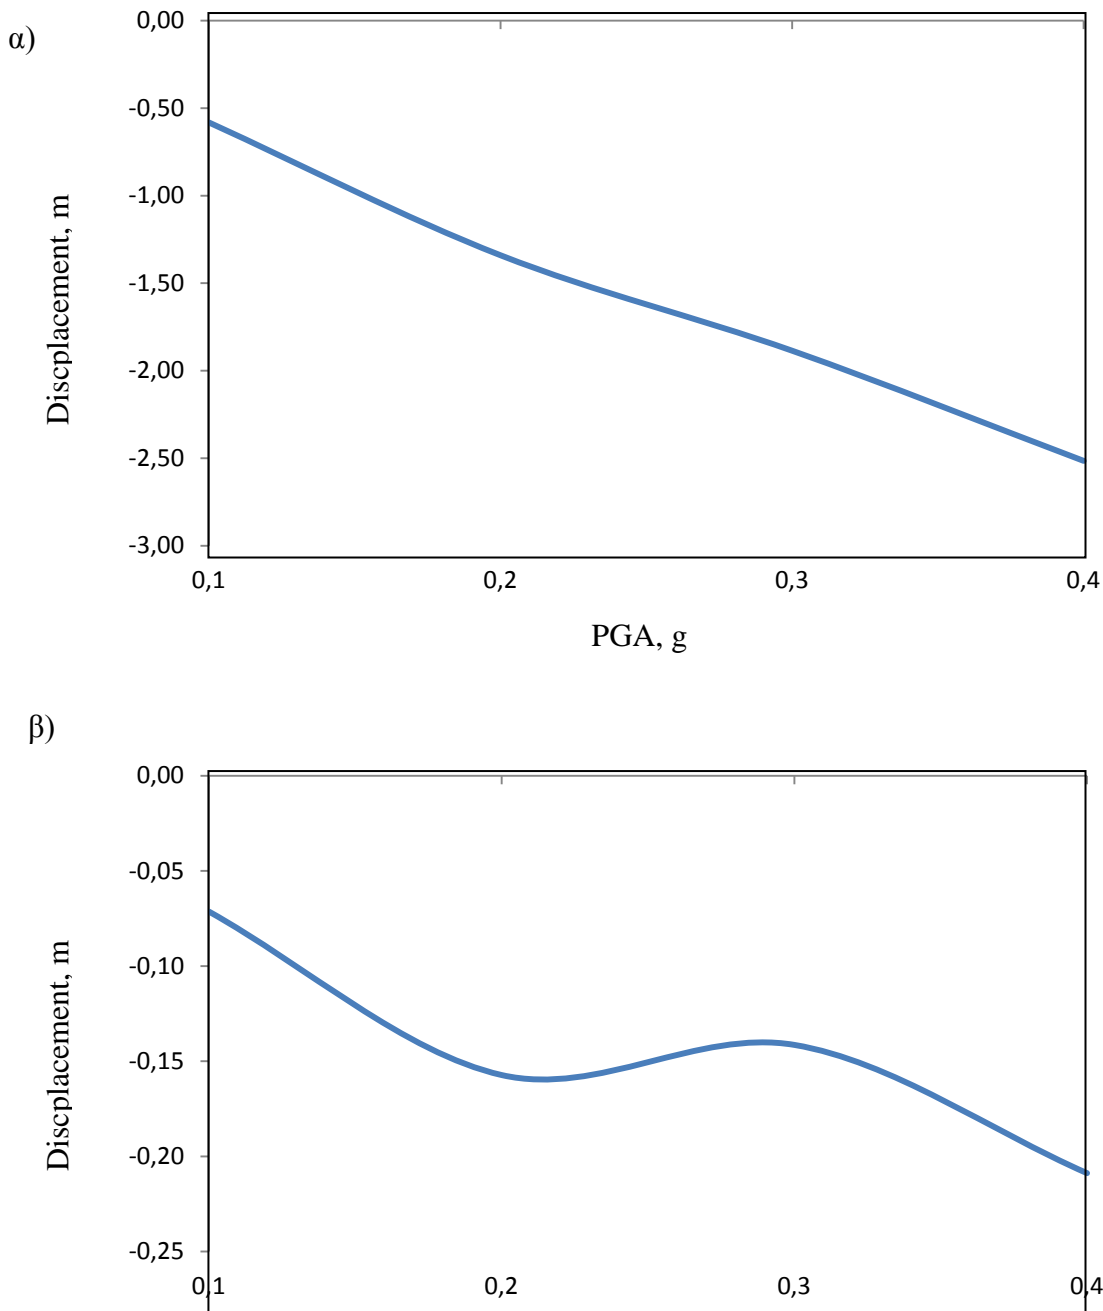 α)
0,00
-0,50
-1,00
-1,50
-2,00
-2,50
-3,00
Discplacement, m
0,1 0,2 0,3 0,4
PGA, g
β)
0,00
-0,05
-0,10
-0,15
-0,20
-0,25
Discplacement, m
0,1 0,2 0,3 0,4